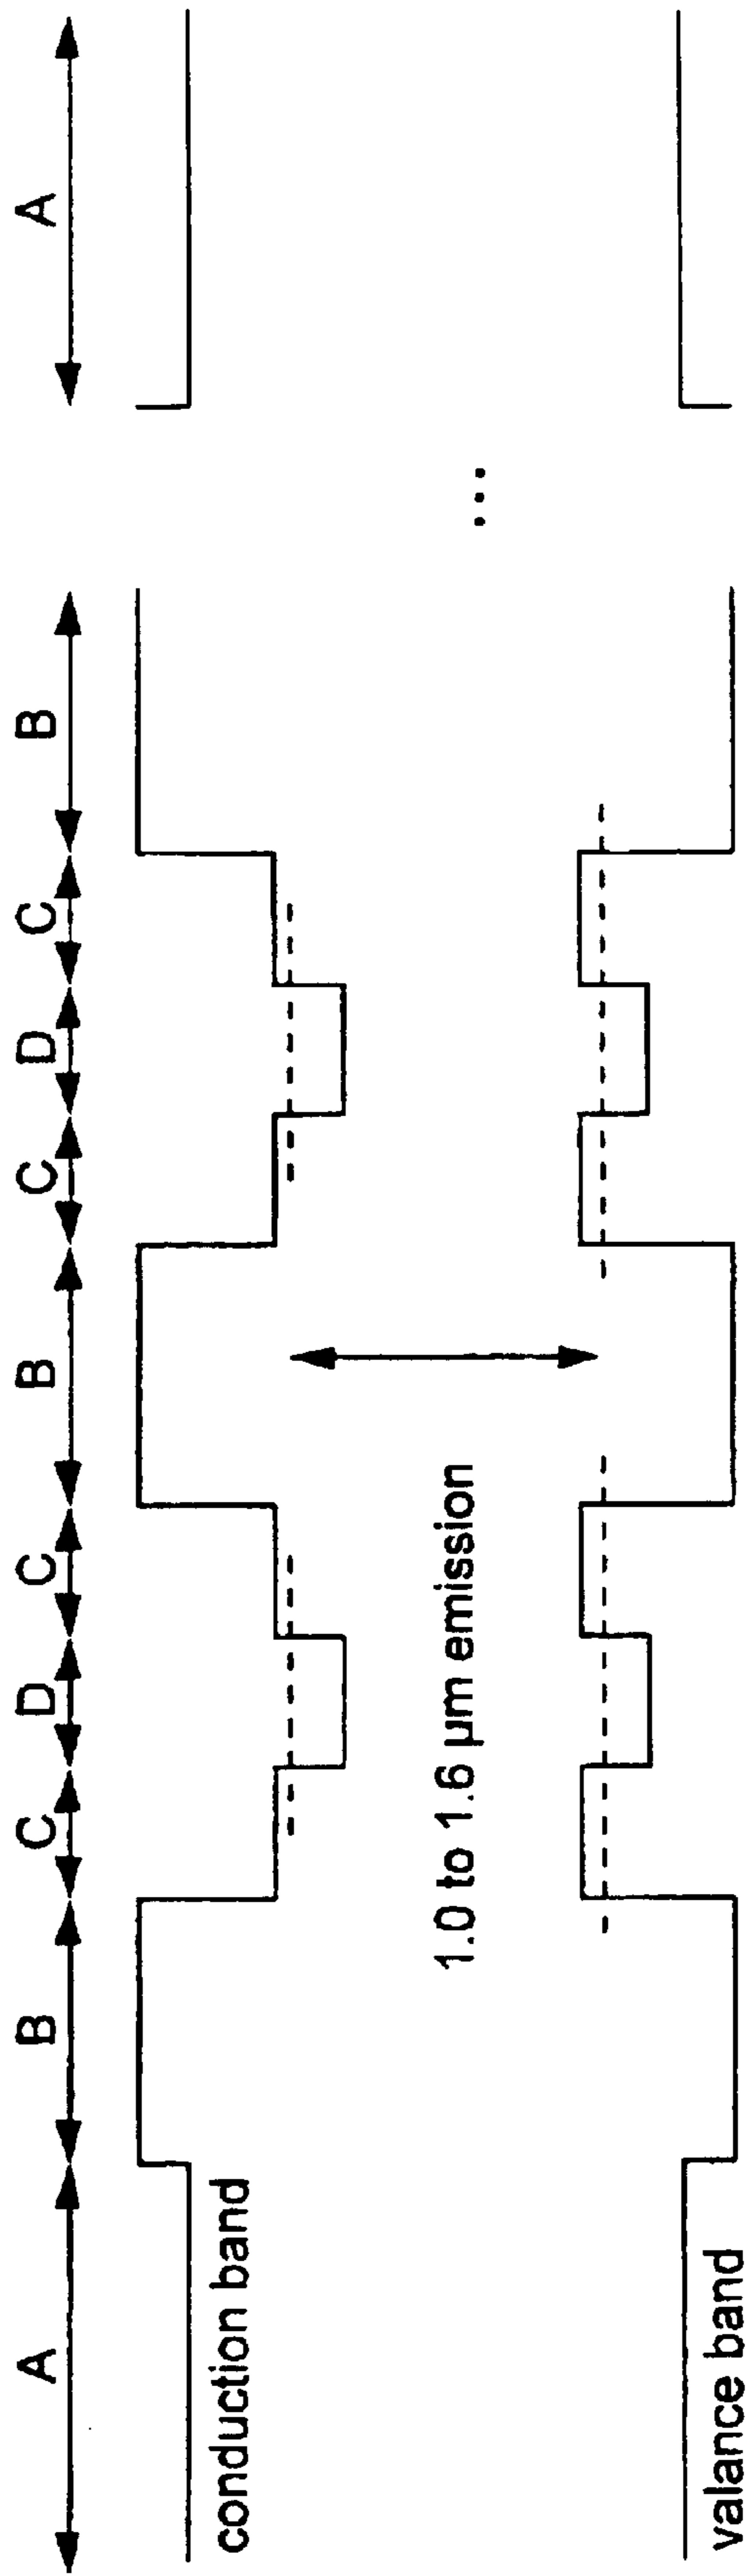 A B C D C B C D C B A
conduction band
1.0 to 1.6 µm emission
...
valance band